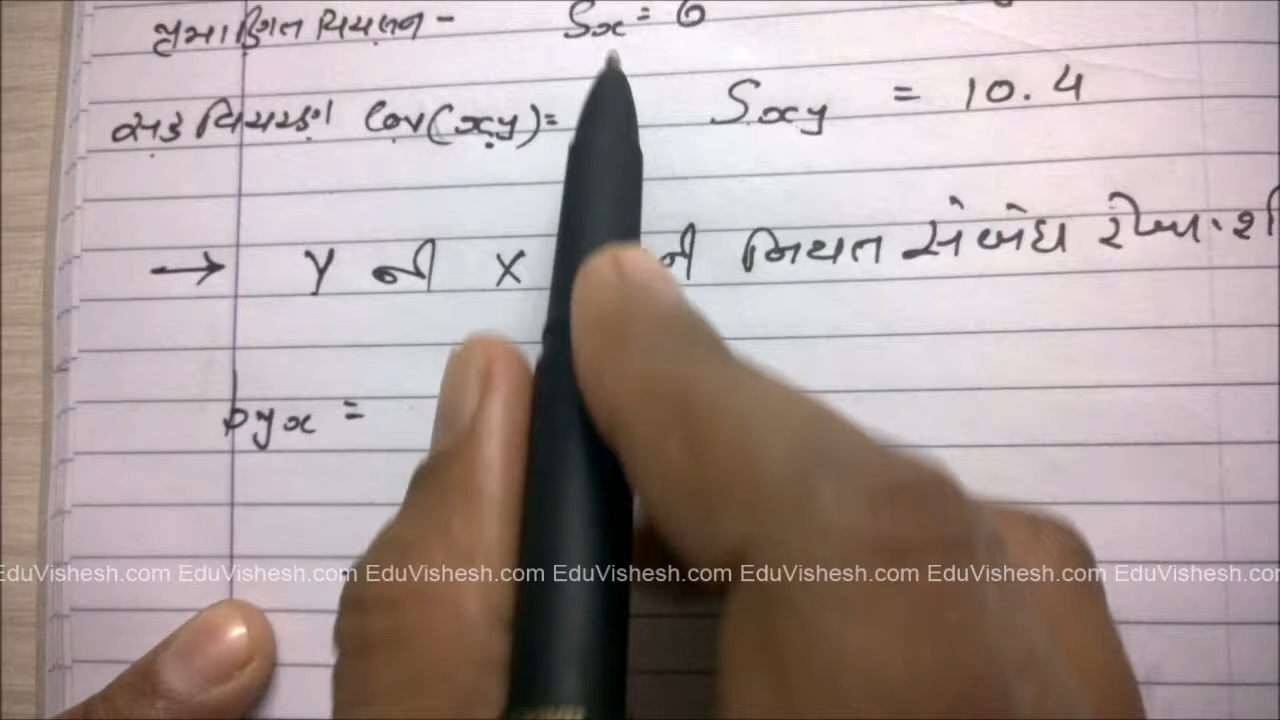 પ્રમાણિત વિચલન - Sx = 6
સહ વિચરણ Cov(xy)= Sxy = 10.4
→ Y ની X ની નિયત સંબંધ રેખા.
byx =
EduVishesh.com EduVishesh.com EduVishesh.com EduVishesh.com EduVishesh.com EduVishesh.com EduVishesh.com